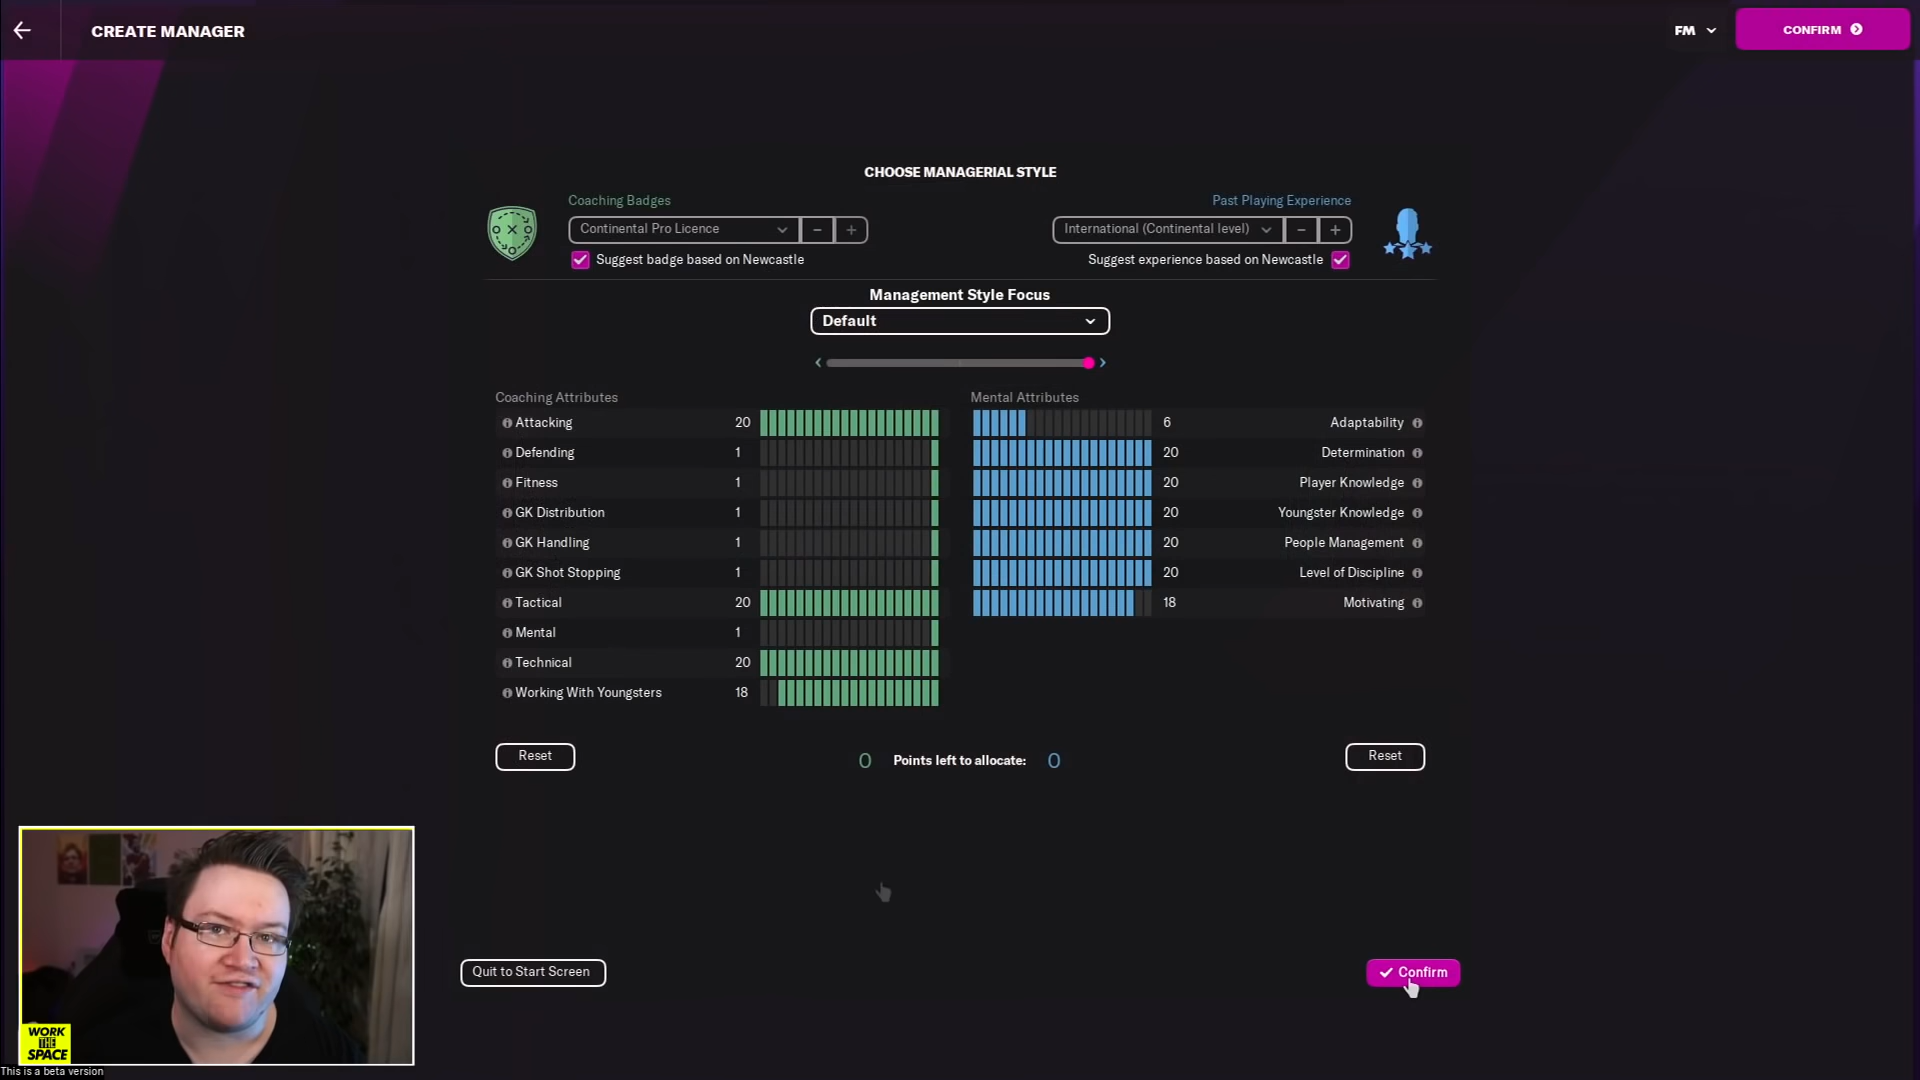 CREATE MANAGER
FM
CONFIRM
CHOOSE MANAGERIAL STYLE
Coaching Badges
Past Playing Experience
Continental Pro Licence
−
+
International (Continental level)
−
+
Suggest badge based on Newcastle
Suggest experience based on Newcastle
Management Style Focus
Default
Coaching Attributes
Attacking 20
Defending 1
Fitness 1
GK Distribution 1
GK Handling 1
GK Shot Stopping 1
Tactical 20
Mental 1
Technical 20
Working With Youngsters 18
Mental Attributes
6 Adaptability
20 Determination
20 Player Knowledge
20 Youngster Knowledge
20 People Management
20 Level of Discipline
18 Motivating
Reset
0 Points left to allocate: 0
Reset
Quit to Start Screen
Confirm
WORK
THE
SPACE
This is a beta version